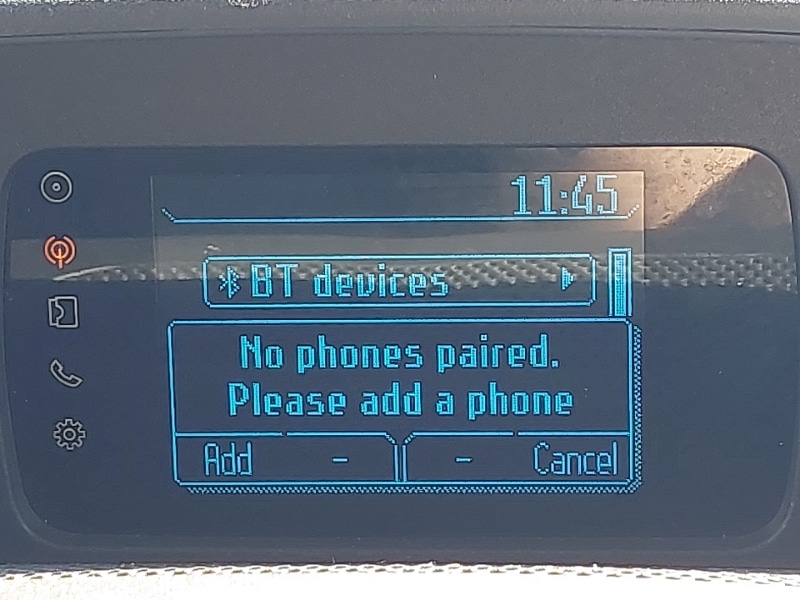 11:45
BT devices
No phones paired.
Please add a phone
Add – – Cancel